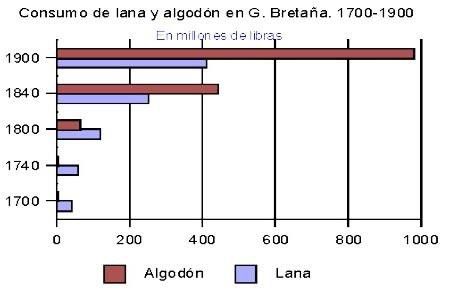 Consumo de lana y algodón en G. Bretaña. 1700-1900
En millones de libras
1900
1840
1800
1740
1700
0 200 400 600 800 1000
Algodón Lana